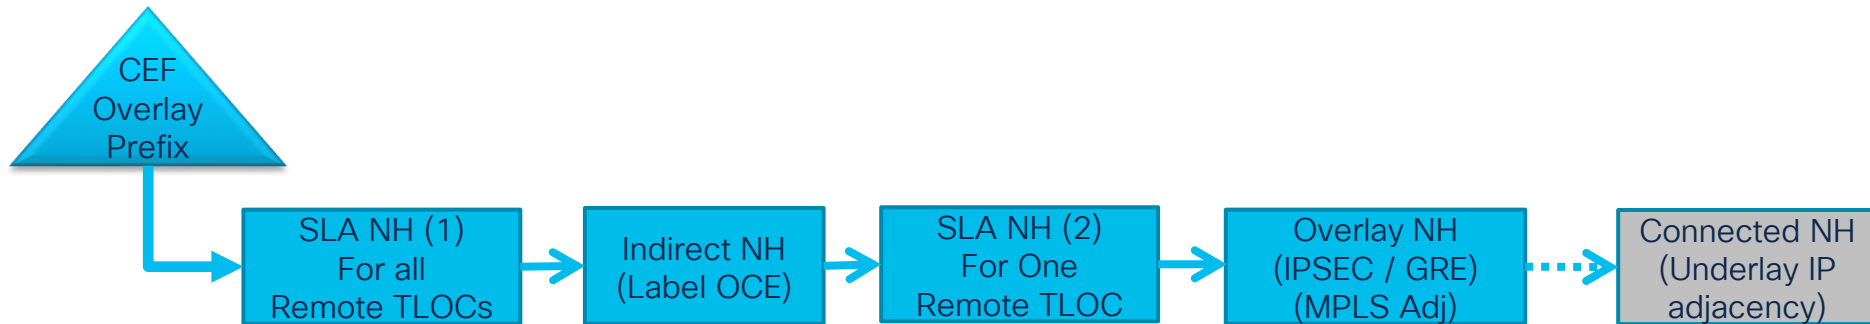 CEF
Overlay
Prefix
SLA NH (1)
For all
Remote TLOCs
Indirect NH
(Label OCE)
SLA NH (2)
For One
Remote TLOC
Overlay NH
(IPSEC / GRE)
(MPLS Adj)
Connected NH
(Underlay IP
adjacency)